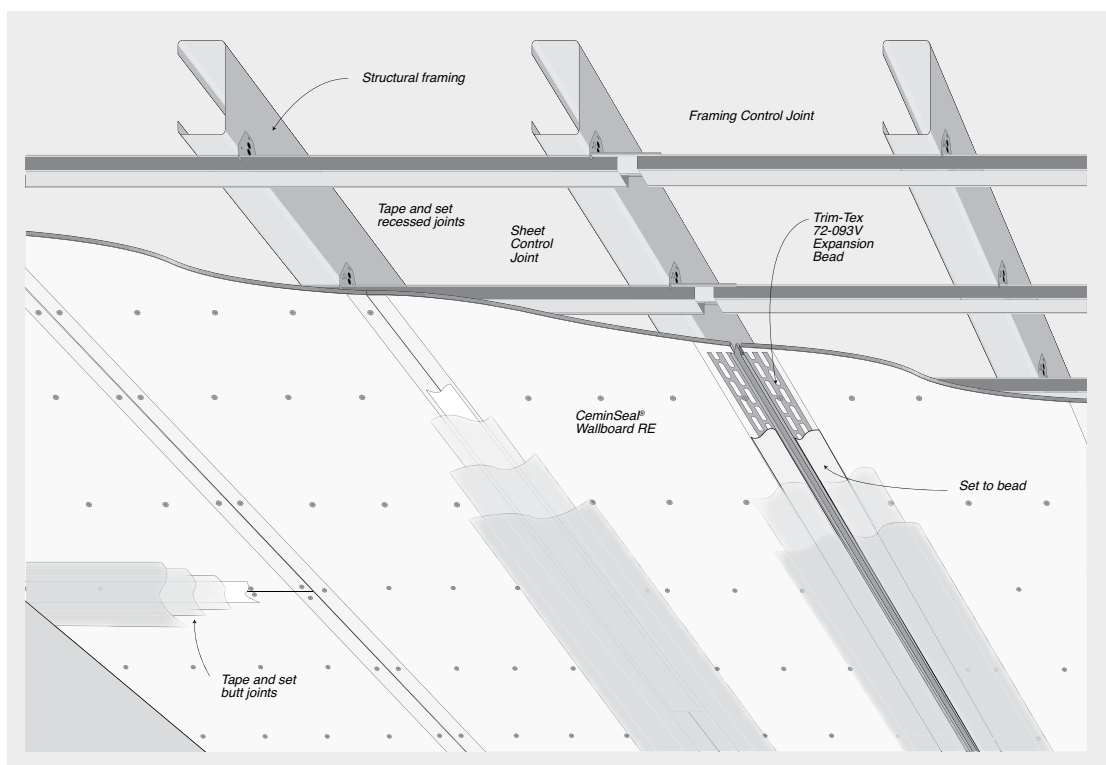 Structural framing
Framing Control Joint
Tape and set
recessed joints
Sheet
Control
Joint
Trim-Tex
72-093V
Expansion
Bead
CeminSeal®
Wallboard RE
Set to bead
Tape and set
butt joints